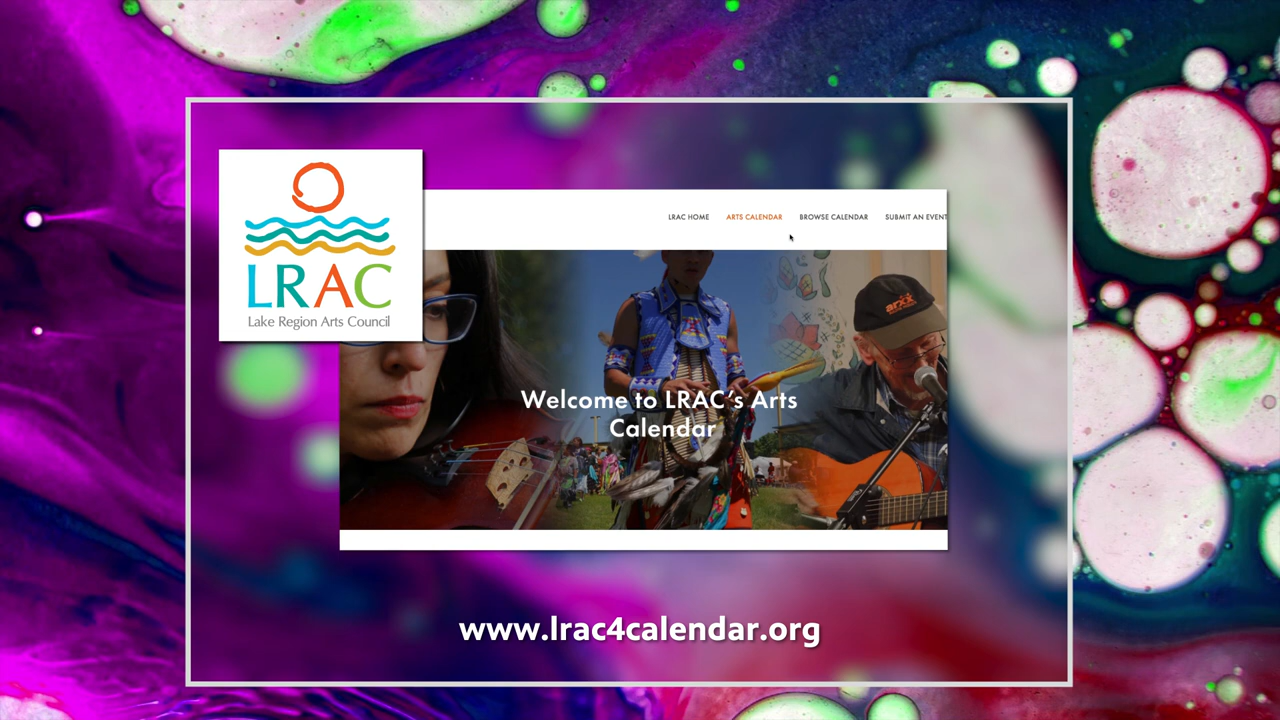 LRAC
Lake Region Arts Council
LRAC HOME ARTS CALENDAR BROWSE CALENDAR SUBMIT AN EVENT
arxx
Welcome to LRAC's Arts
Calendar
www.lrac4calendar.org